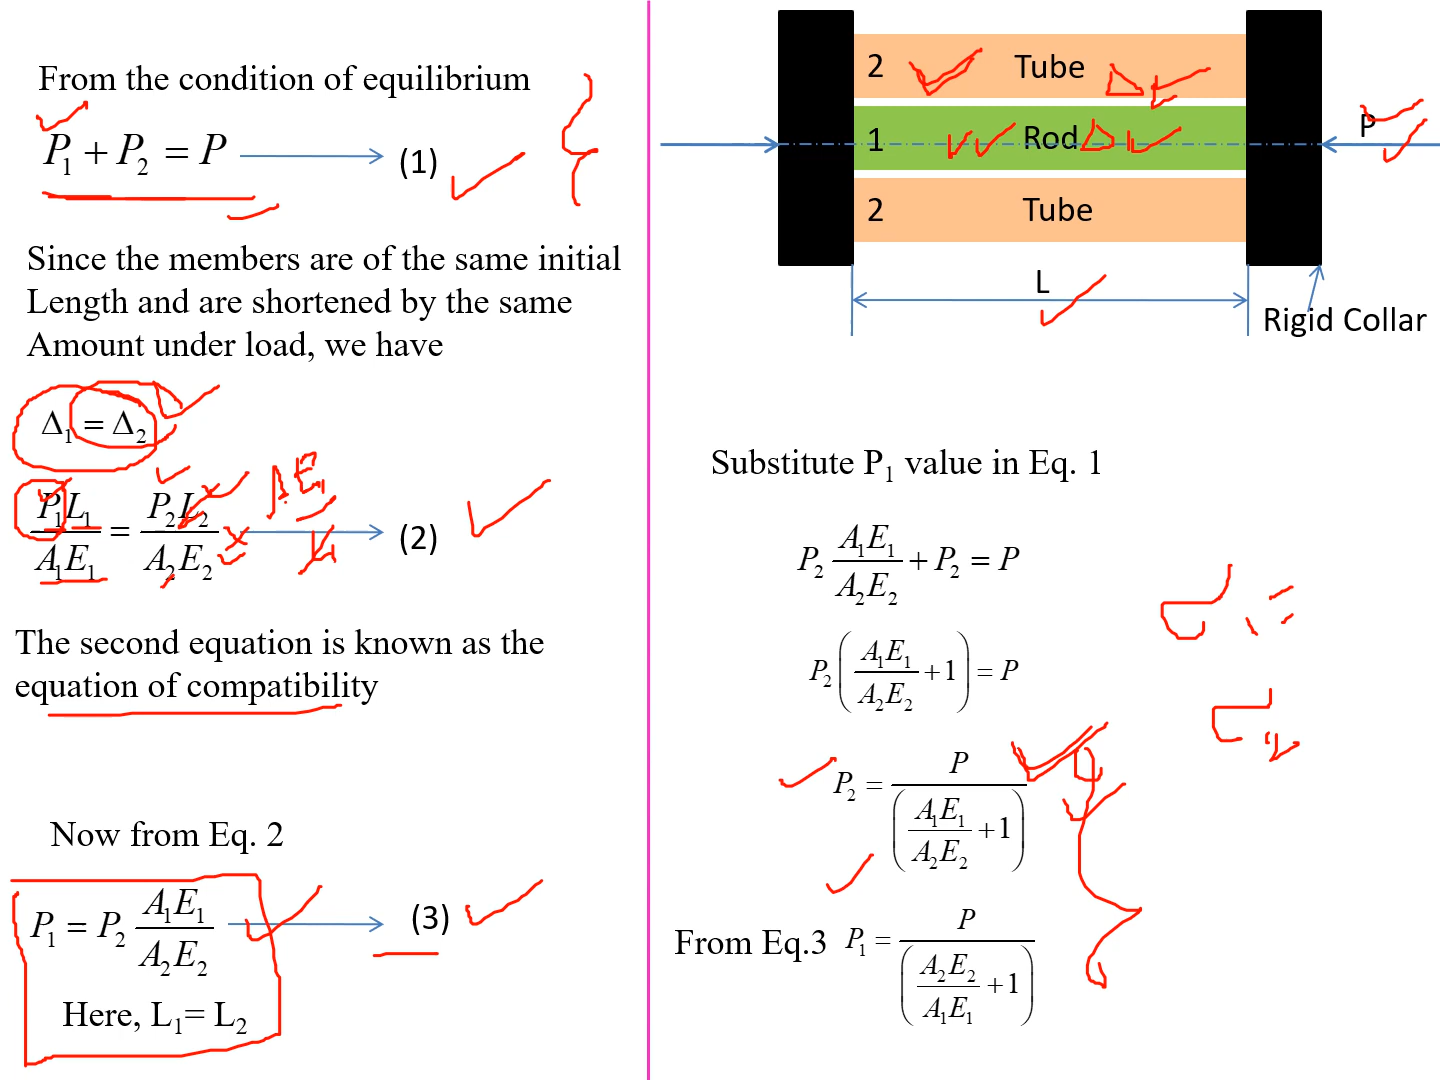 From the condition of equilibrium
P₁ + P₂ = P (1)
Since the members are of the same initial
Length and are shortened by the same
Amount under load, we have
Δ₁ = Δ₂
P₁L₁/A₁E₁ = P₂L₂/A₂E₂ (2)
A E₁
The second equation is known as the
equation of compatibility
Now from Eq. 2
P₁ = P₂ A₁E₁/A₂E₂ (3)
Here, L₁= L₂
2 Tube
1 Rod
2 Tube
P
L
Rigid Collar
Substitute P₁ value in Eq. 1
P₂ A₁E₁/A₂E₂ + P₂ = P
P₂ (A₁E₁/A₂E₂ + 1) = P
P₂ = P/(A₁E₁/A₂E₂ + 1)
From Eq.3 P₁ = P/(A₂E₂/A₁E₁ + 1)